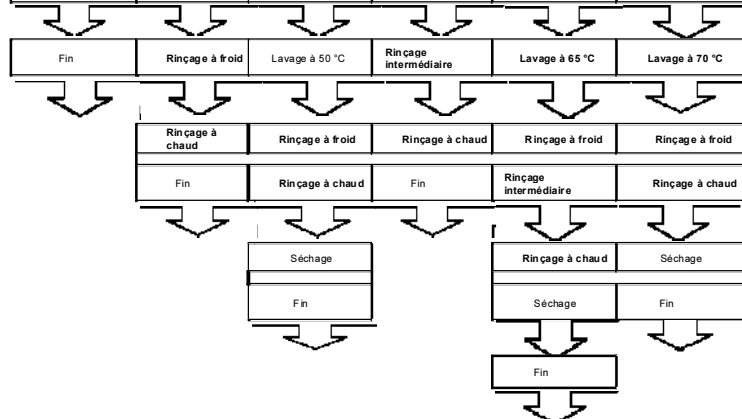 Fin
Rinçage à froid
Lavage à 50 °C
Rinçage
intermédiaire
Lavage à 65 °C
Lavage à 70 °C
Rinçage à
chaud
Rinçage à froid
Rinçage à chaud
Rinçage à froid
Rinçage à froid
Fin
Rinçage à chaud
Fin
Rinçage
intermédiaire
Rinçage à chaud
Séchage
Rinçage à chaud
Séchage
Fin
Séchage
Fin
Fin